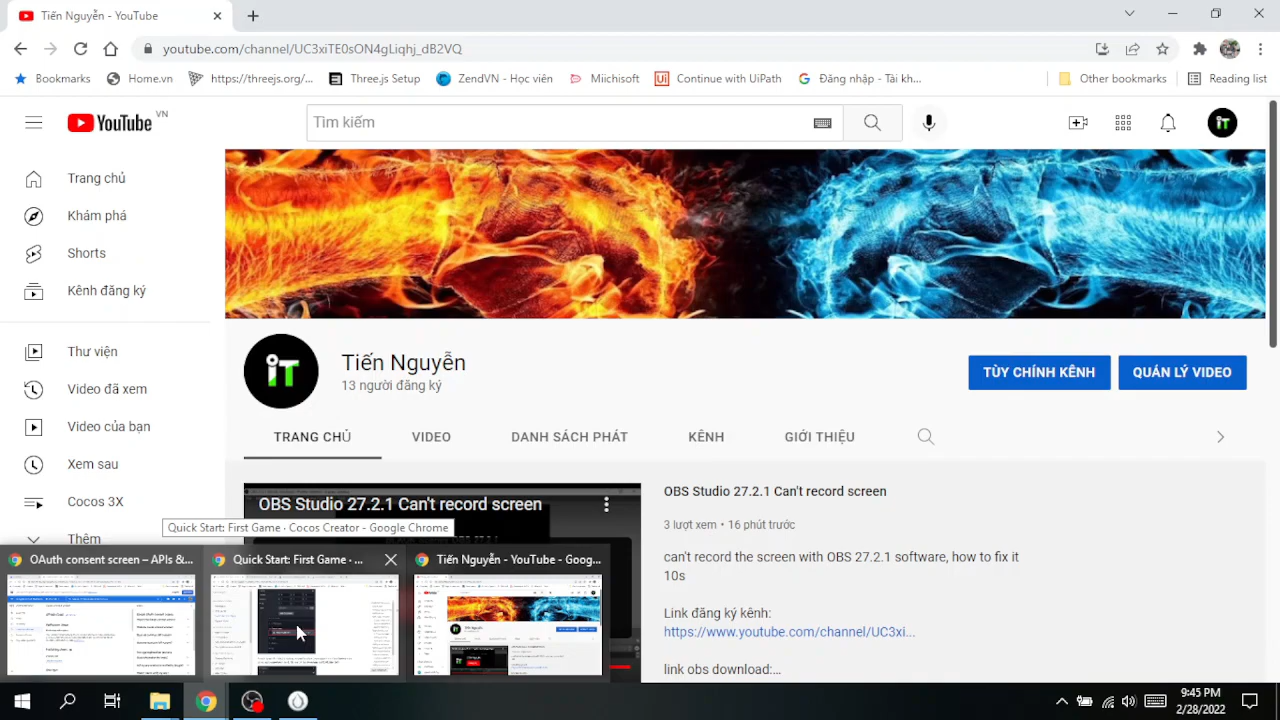 Tiến Nguyễn - YouTube
youtube.com/channel/UC3xiTE0sON4gLiqhj_dB2VQ
Bookmarks
Home.vn
https://threejs.org/...
Three.js Setup
ZendVN - Học viên
Miichisoft
Ui
Continue with UiPath
Đăng nhập - Tài kh...
Other bookmarks
Reading list
YouTube
VN
Tìm kiếm
iT
Trang chủ
Khám phá
Shorts
Kênh đăng ký
Thư viện
Video đã xem
Video của bạn
Xem sau
Cocos 3X
Thêm
iT
Tiến Nguyễn
13 người đăng ký
TÙY CHỈNH KÊNH
QUẢN LÝ VIDEO
TRANG CHỦ
VIDEO
DANH SÁCH PHÁT
KÊNH
GIỚI THIỆU
OBS Studio 27.2.1 Can't record screen
OBS Studio 27.2.1 Can't record screen
3 lượt xem • 16 phút trước
can't record the screen with OBS 27.2.1 software, how to fix it
10s
Link đăng ký kênh:
https://www.youtube.com/channel/UC3xi...
link obs download:...
Quick Start: First Game · Cocos Creator - Google Chrome
OAuth consent screen – APIs &...
Quick Start: First Game · ...
Tiến Nguyễn - YouTube - Goog...
9:45 PM
2/28/2022